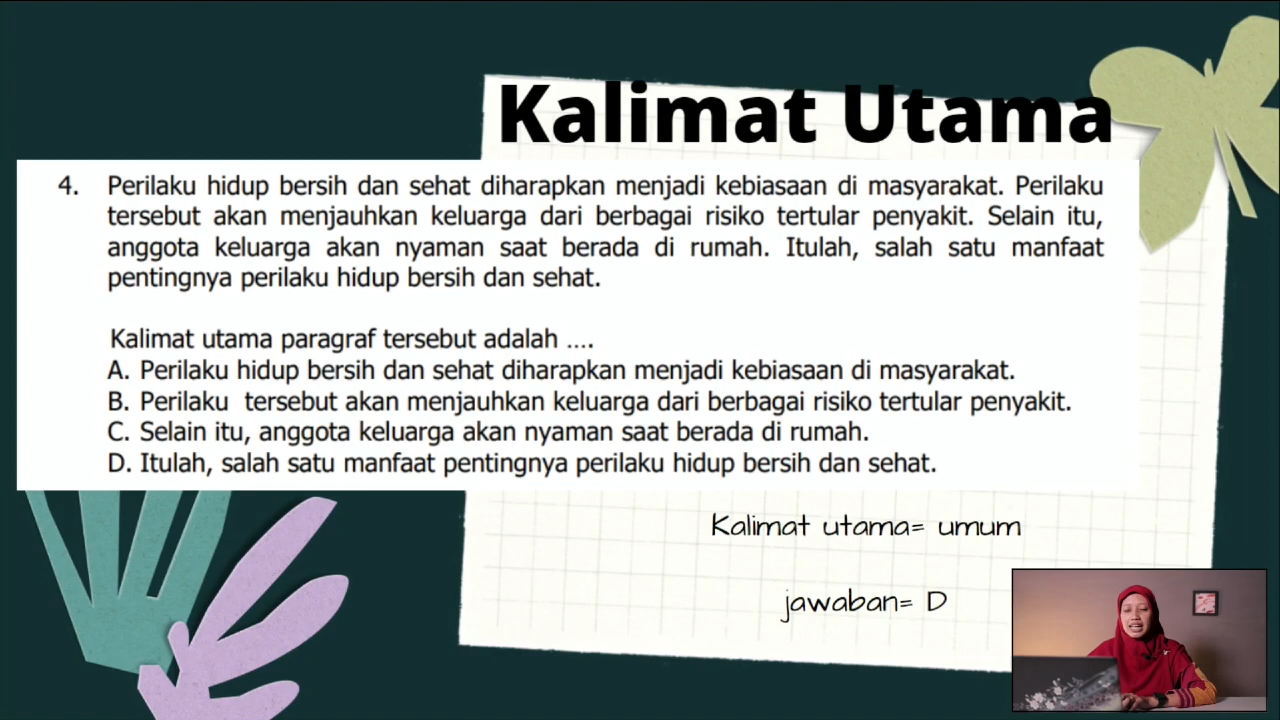 Kalimat Utama
4. Perilaku hidup bersih dan sehat diharapkan menjadi kebiasaan di masyarakat. Perilaku
tersebut akan menjauhkan keluarga dari berbagai risiko tertular penyakit. Selain itu,
anggota keluarga akan nyaman saat berada di rumah. Itulah, salah satu manfaat
pentingnya perilaku hidup bersih dan sehat.
Kalimat utama paragraf tersebut adalah ....
A. Perilaku hidup bersih dan sehat diharapkan menjadi kebiasaan di masyarakat.
B. Perilaku tersebut akan menjauhkan keluarga dari berbagai risiko tertular penyakit.
C. Selain itu, anggota keluarga akan nyaman saat berada di rumah.
D. Itulah, salah satu manfaat pentingnya perilaku hidup bersih dan sehat.
Kalimat utama= umum
jawaban= D